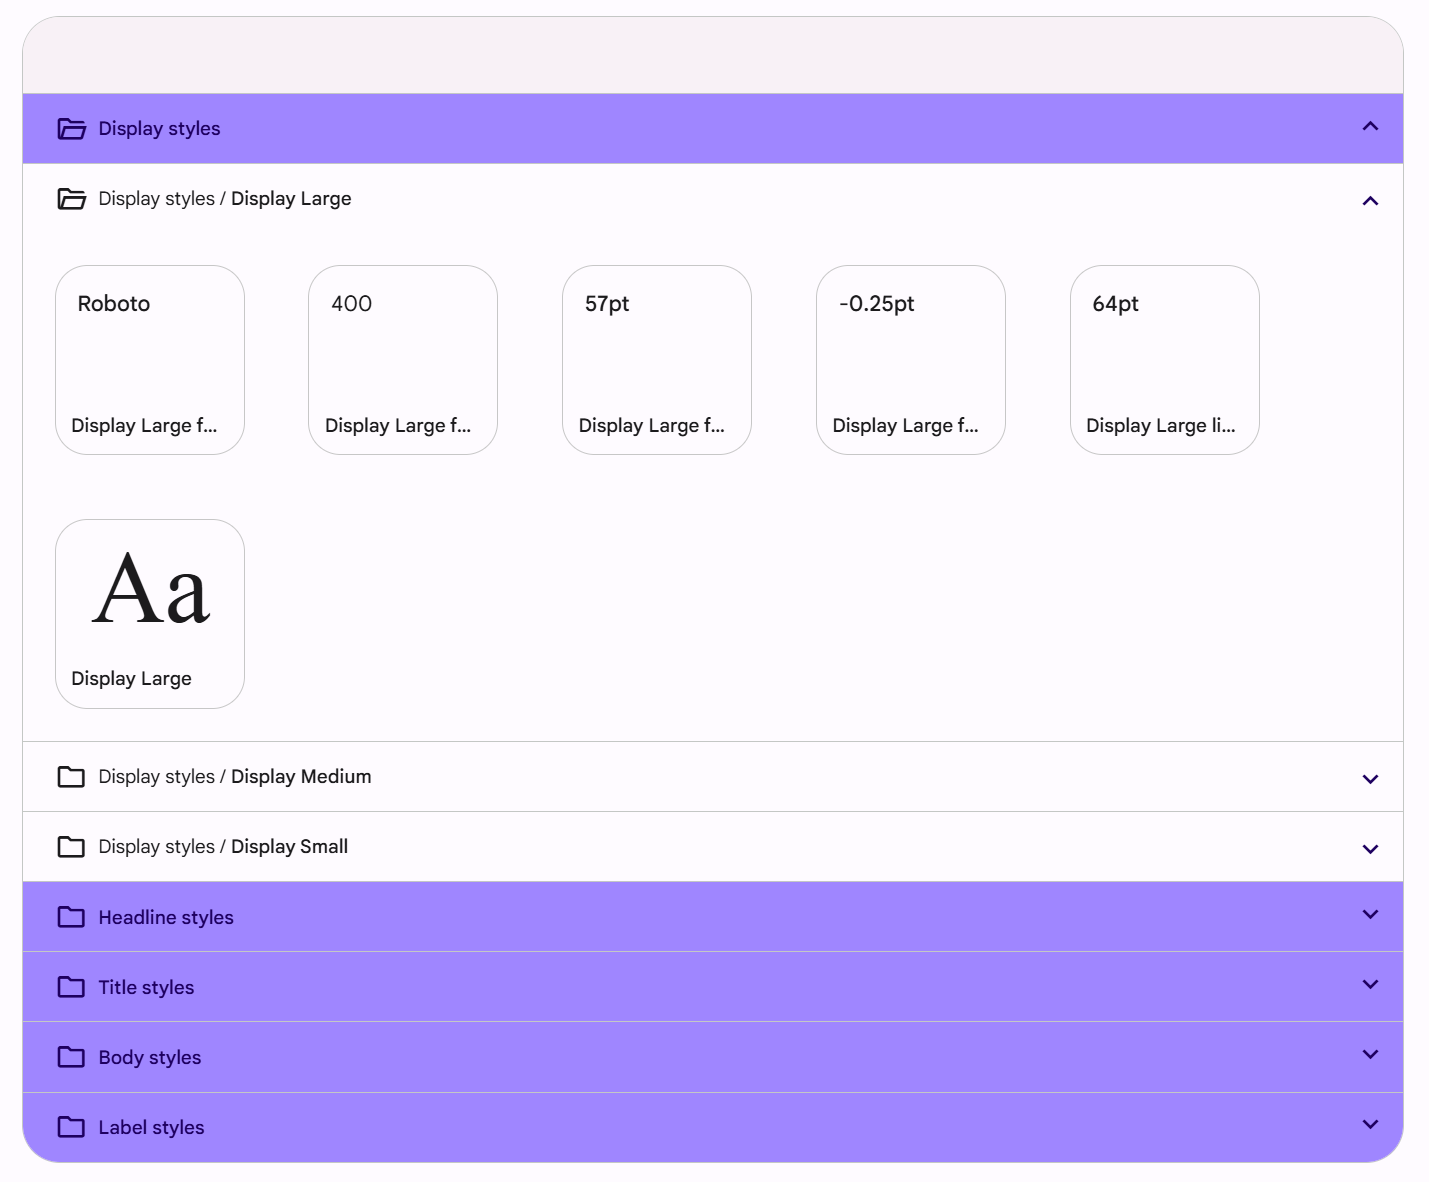 Display styles
Display styles / Display Large
Roboto
400
57pt
-0.25pt
64pt
Display Large f...
Display Large f...
Display Large f...
Display Large f...
Display Large li...
Aa
Display Large
Display styles / Display Medium
Display styles / Display Small
Headline styles
Title styles
Body styles
Label styles